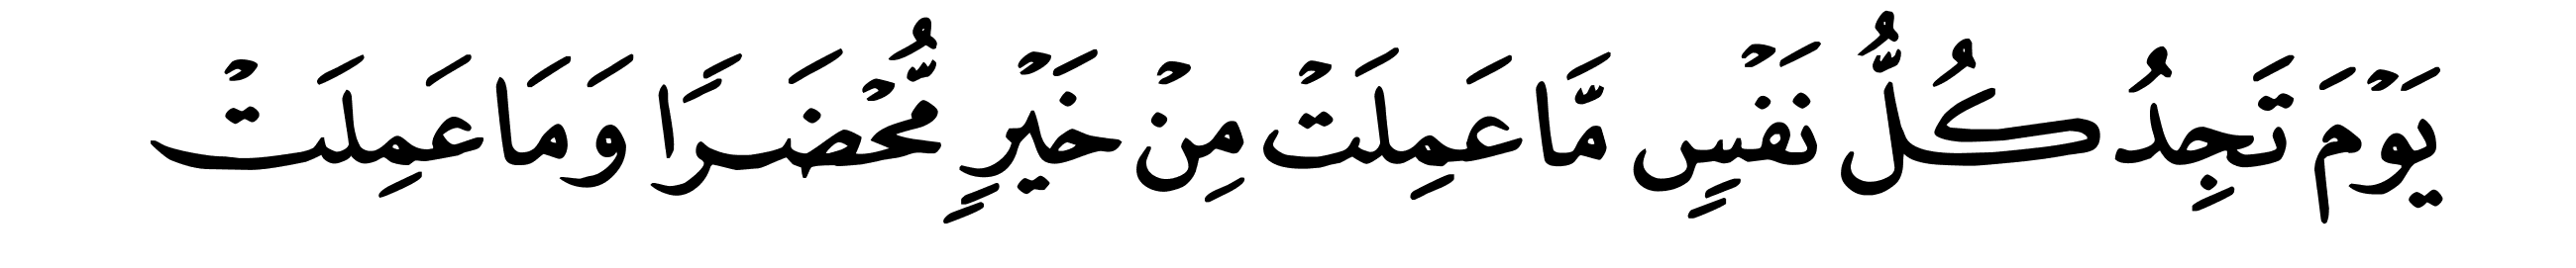 يَوْمَ تَجِدُ كُلُّ نَفْسٍ مَّا عَمِلَتْ مِنْ خَيْرٍ مُّحْضَرًا وَمَا عَمِلَتْ